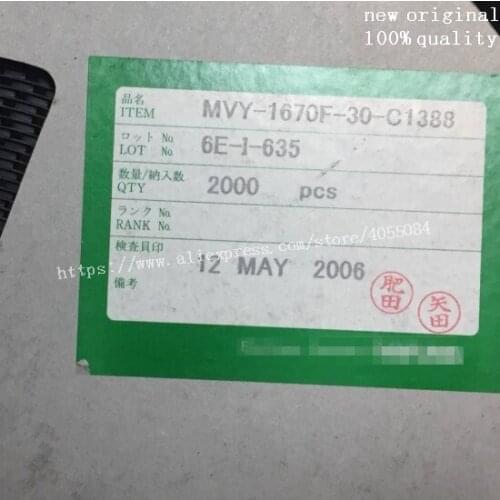 new original
100% quality
品名
ITEM MVY-1670F-30-C1388
ロット No.
LOT No. 6E-I-635
数量/納入数
QTY 2000 pcs
ランク No.
RANK No.
https://www.aliexpress.com/store/4055084
検査員印
12 MAY 2006
備考
肥田
矢田